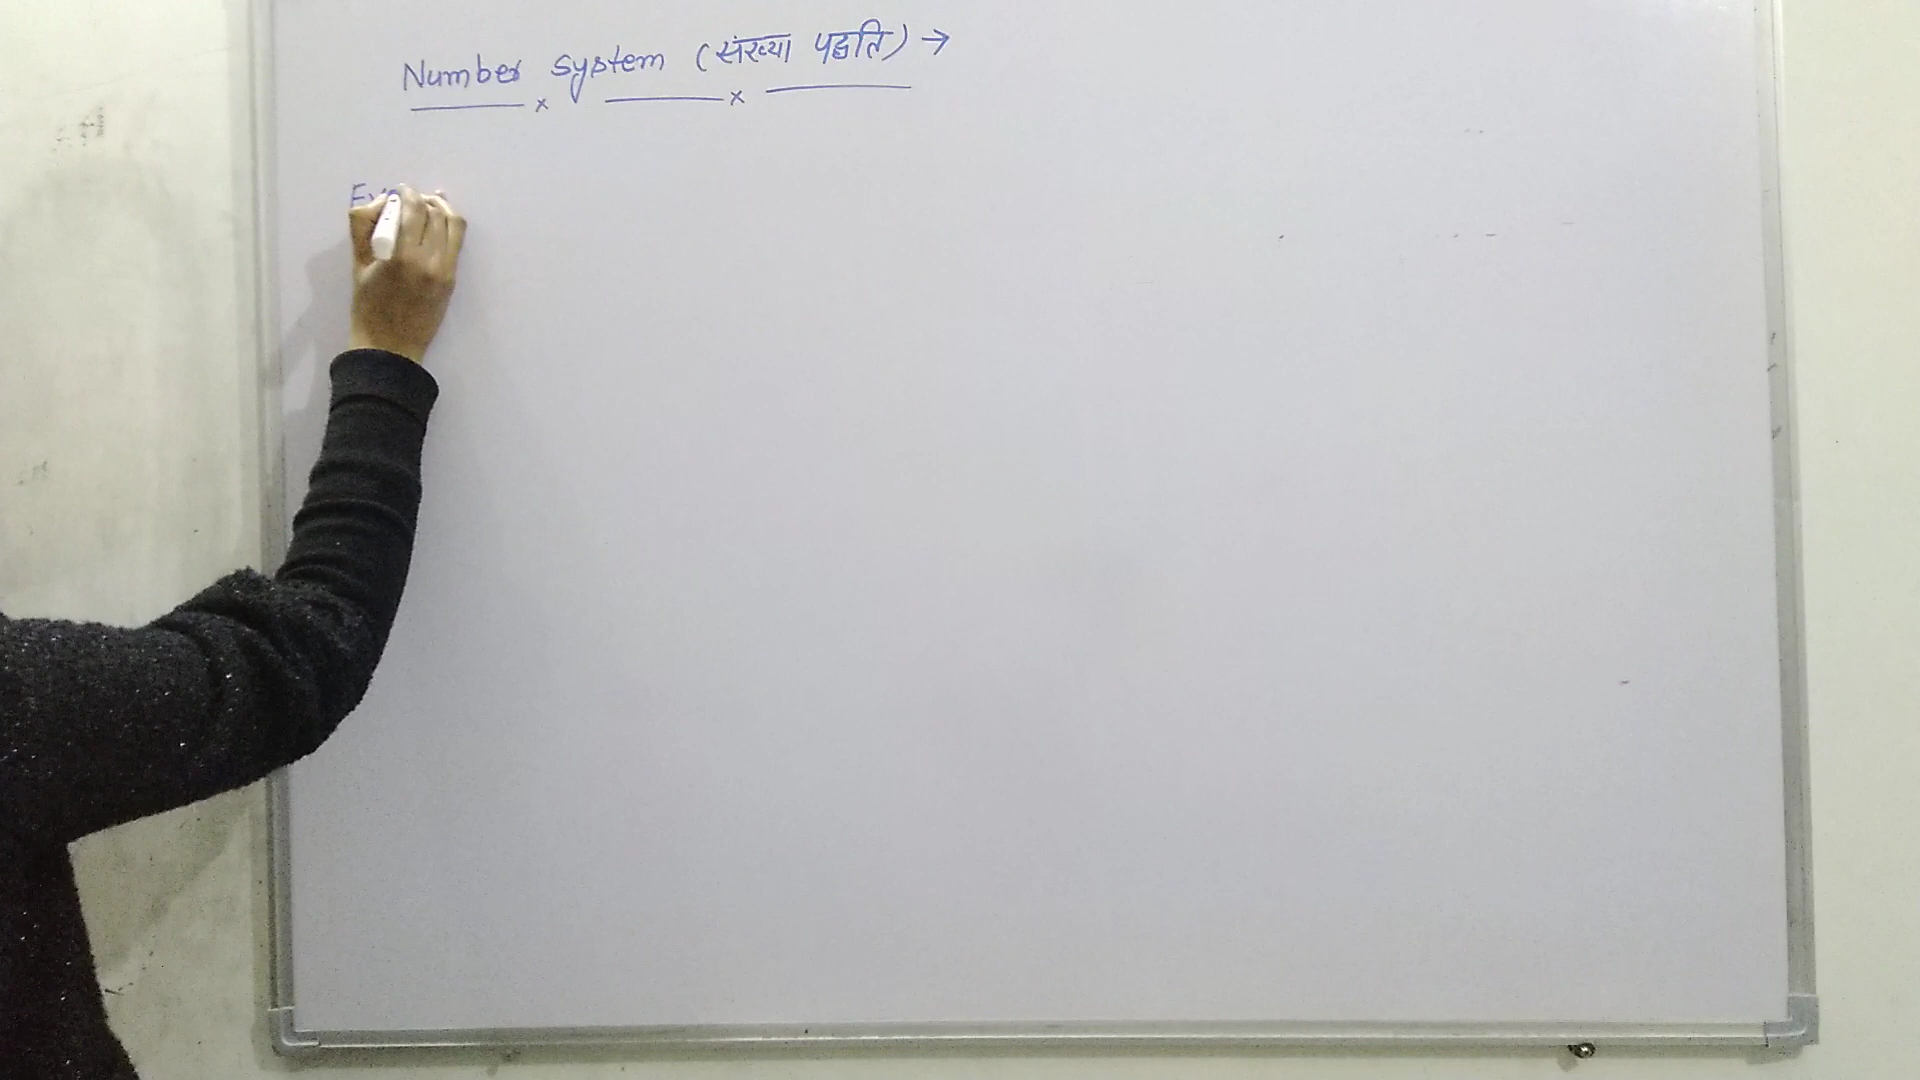 Number System (संख्या पद्धति) →